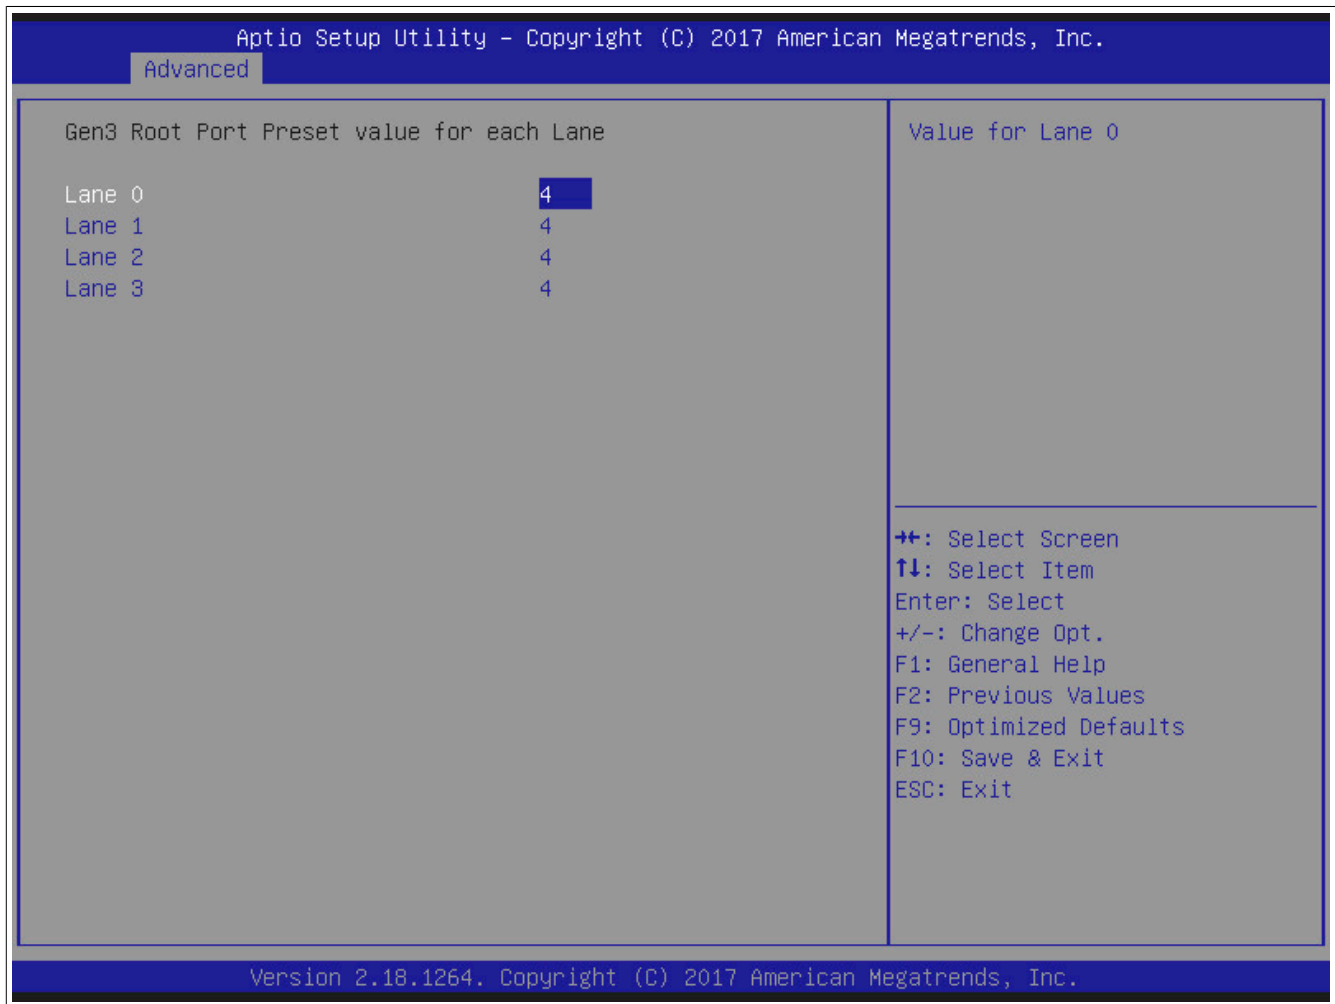 Aptio Setup Utility – Copyright (C) 2017 American Megatrends, Inc.
Advanced
Gen3 Root Port Preset value for each Lane
Lane 0 4
Lane 1 4
Lane 2 4
Lane 3 4
Value for Lane 0
→←: Select Screen
↑↓: Select Item
Enter: Select
+/-: Change Opt.
F1: General Help
F2: Previous Values
F9: Optimized Defaults
F10: Save & Exit
ESC: Exit
Version 2.18.1264. Copyright (C) 2017 American Megatrends, Inc.